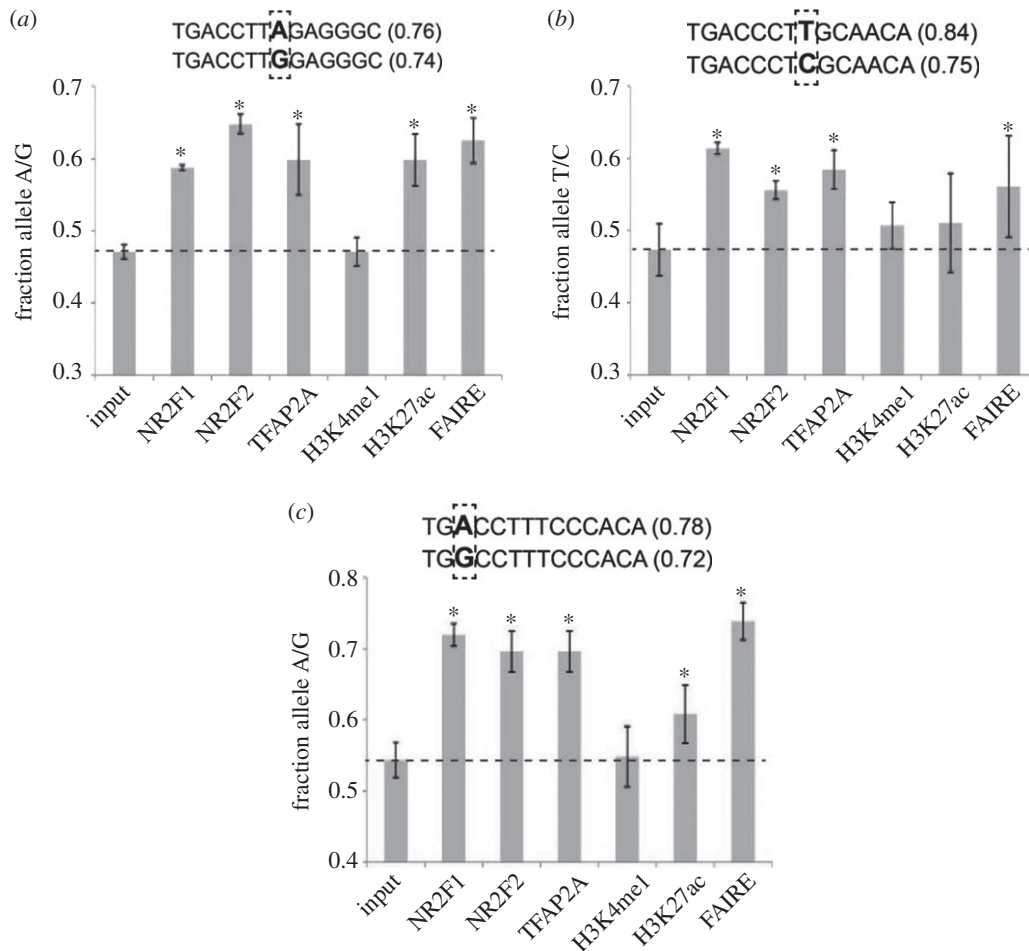 (a)
TGACCTTAGAGGGC (0.76)
TGACCTTGGAGGGC (0.74)
0.7
0.6
0.5
0.4
0.3
fraction allele A/G
* * * * *
input NR2F1 NR2F2 TFAP2A H3K4me1 H3K27ac FAIRE
(b)
TGACCCTTGCAACA (0.84)
TGACCCTCGCAACA (0.75)
0.7
0.6
0.5
0.4
0.3
fraction allele T/C
* * * *
input NR2F1 NR2F2 TFAP2A H3K4me1 H3K27ac FAIRE
(c)
TGACCTTTCCCACA (0.78)
TGGCCTTTCCCACA (0.72)
0.8
0.7
0.6
0.5
0.4
fraction allele A/G
* * * * *
input NR2F1 NR2F2 TFAP2A H3K4me1 H3K27ac FAIRE